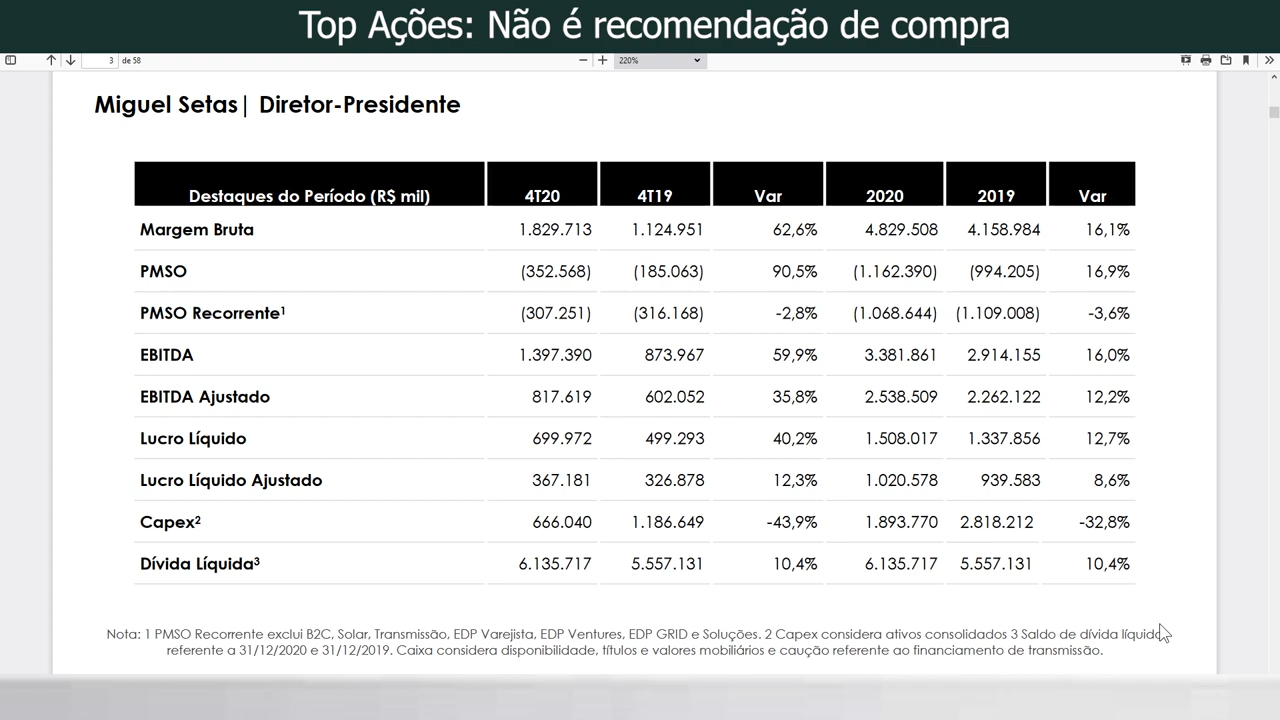 Top Ações: Não é recomendação de compra
3 de 58 220%
Miguel Setas| Diretor-Presidente
Destaques do Período (R$ mil) 4T20 4T19 Var 2020 2019 Var
Margem Bruta 1.829.713 1.124.951 62,6% 4.829.508 4.158.984 16,1%
PMSO (352.568) (185.063) 90,5% (1.162.390) (994.205) 16,9%
PMSO Recorrente¹ (307.251) (316.168) -2,8% (1.068.644) (1.109.008) -3,6%
EBITDA 1.397.390 873.967 59,9% 3.381.861 2.914.155 16,0%
EBITDA Ajustado 817.619 602.052 35,8% 2.538.509 2.262.122 12,2%
Lucro Líquido 699.972 499.293 40,2% 1.508.017 1.337.856 12,7%
Lucro Líquido Ajustado 367.181 326.878 12,3% 1.020.578 939.583 8,6%
Capex² 666.040 1.186.649 -43,9% 1.893.770 2.818.212 -32,8%
Dívida Líquida³ 6.135.717 5.557.131 10,4% 6.135.717 5.557.131 10,4%
Nota: 1 PMSO Recorrente exclui B2C, Solar, Transmissão, EDP Varejista, EDP Ventures, EDP GRID e Soluções. 2 Capex considera ativos consolidados 3 Saldo de dívida líquida
referente a 31/12/2020 e 31/12/2019. Caixa considera disponibilidade, títulos e valores mobiliários e caução referente ao financiamento de transmissão.